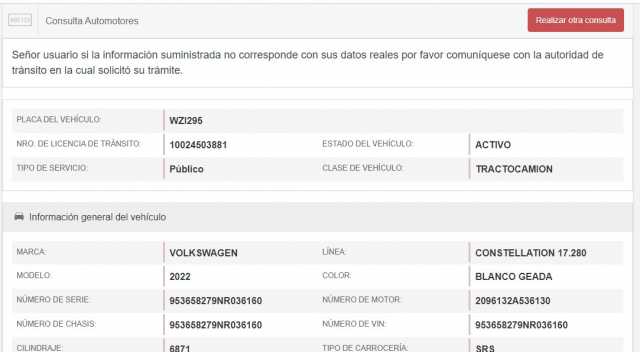 Consulta Automotores
Realizar otra consulta
Señor usuario si la información suministrada no corresponde con sus datos reales por favor comuníquese con la autoridad de
tránsito en la cual solicitó su trámite.
PLACA DEL VEHÍCULO: WZI295
NRO. DE LICENCIA DE TRÁNSITO: 10024503881 ESTADO DEL VEHÍCULO: ACTIVO
TIPO DE SERVICIO: Público CLASE DE VEHÍCULO: TRACTOCAMION
Información general del vehículo
MARCA: VOLKSWAGEN LÍNEA: CONSTELLATION 17.280
MODELO: 2022 COLOR: BLANCO GEADA
NÚMERO DE SERIE: 953658279NR036160 NÚMERO DE MOTOR: 2096132A536130
NÚMERO DE CHASIS: 953658279NR036160 NÚMERO DE VIN: 953658279NR036160
CILINDRAJE: 6871 TIPO DE CARROCERÍA: SRS